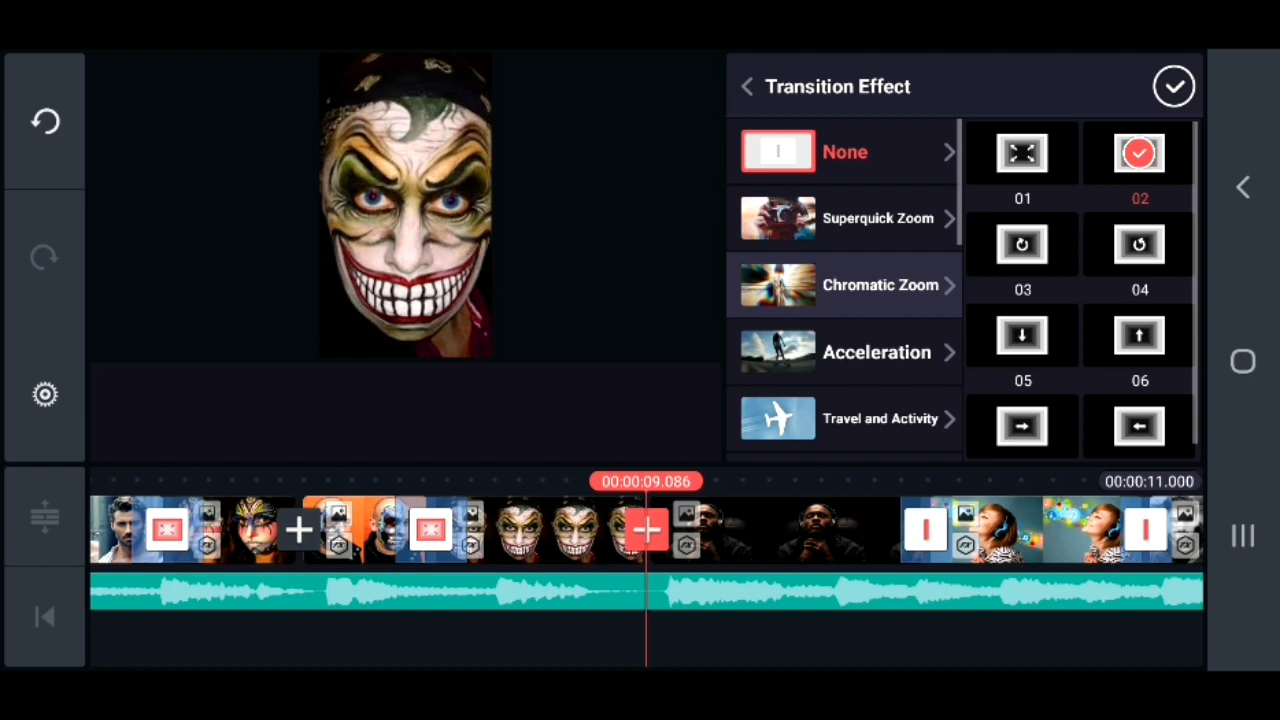 Transition Effect
None
Superquick Zoom
Chromatic Zoom
Acceleration
Travel and Activity
01
02
03
04
05
06
00:00:09.086
00:00:11.000